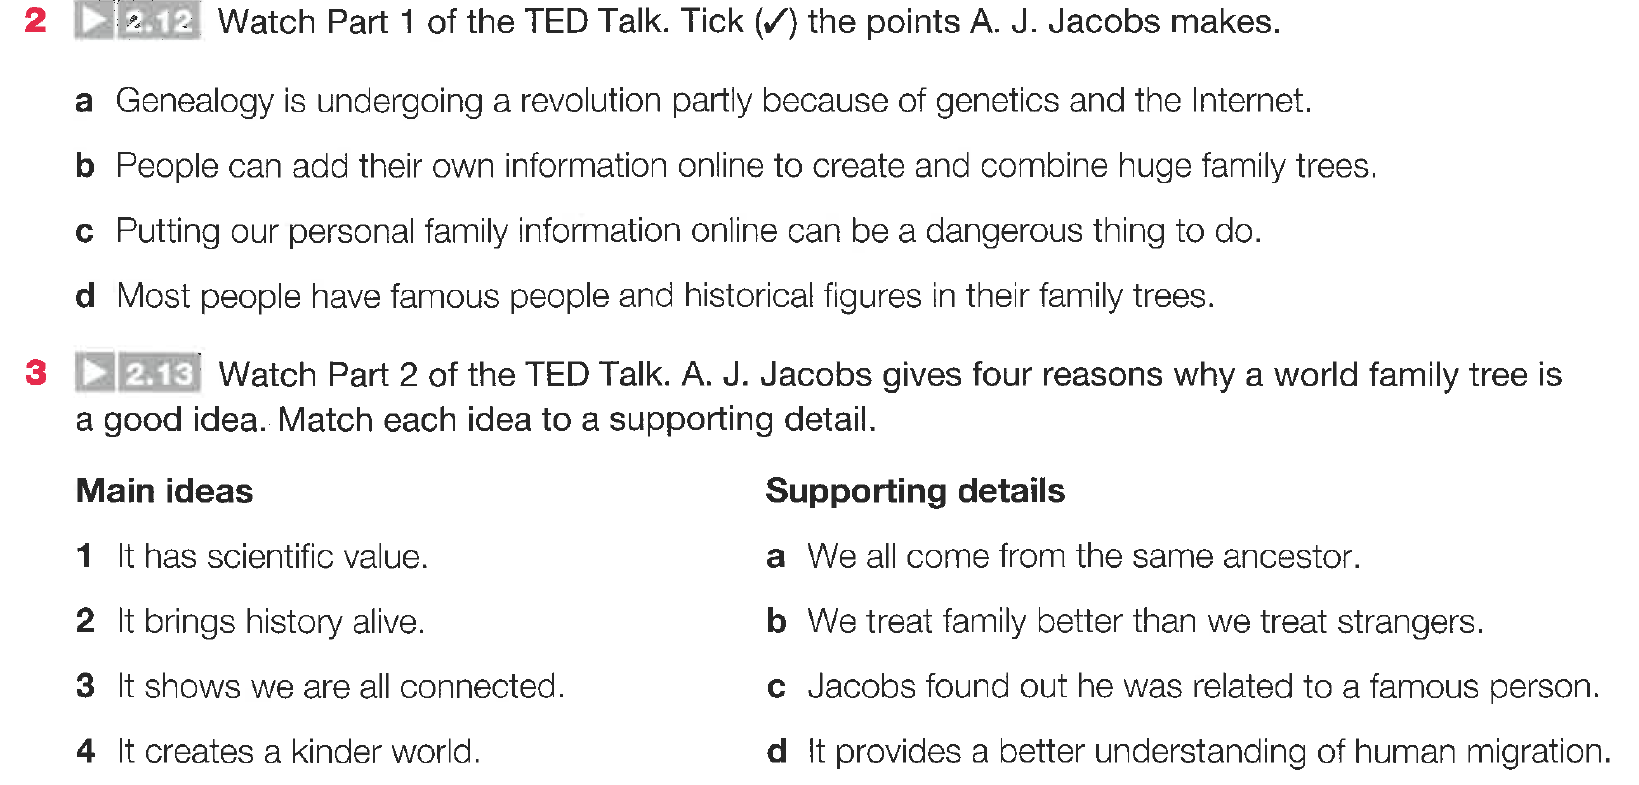 2 2.12 Watch Part 1 of the TED Talk. Tick (✓) the points A. J. Jacobs makes.
a Genealogy is undergoing a revolution partly because of genetics and the Internet.
b People can add their own information online to create and combine huge family trees.
c Putting our personal family information online can be a dangerous thing to do.
d Most people have famous people and historical figures in their family trees.
3 2.13 Watch Part 2 of the TED Talk. A. J. Jacobs gives four reasons why a world family tree is
a good idea. Match each idea to a supporting detail.
Main ideas
1 It has scientific value.
2 It brings history alive.
3 It shows we are all connected.
4 It creates a kinder world.
Supporting details
a We all come from the same ancestor.
b We treat family better than we treat strangers.
c Jacobs found out he was related to a famous person.
d It provides a better understanding of human migration.